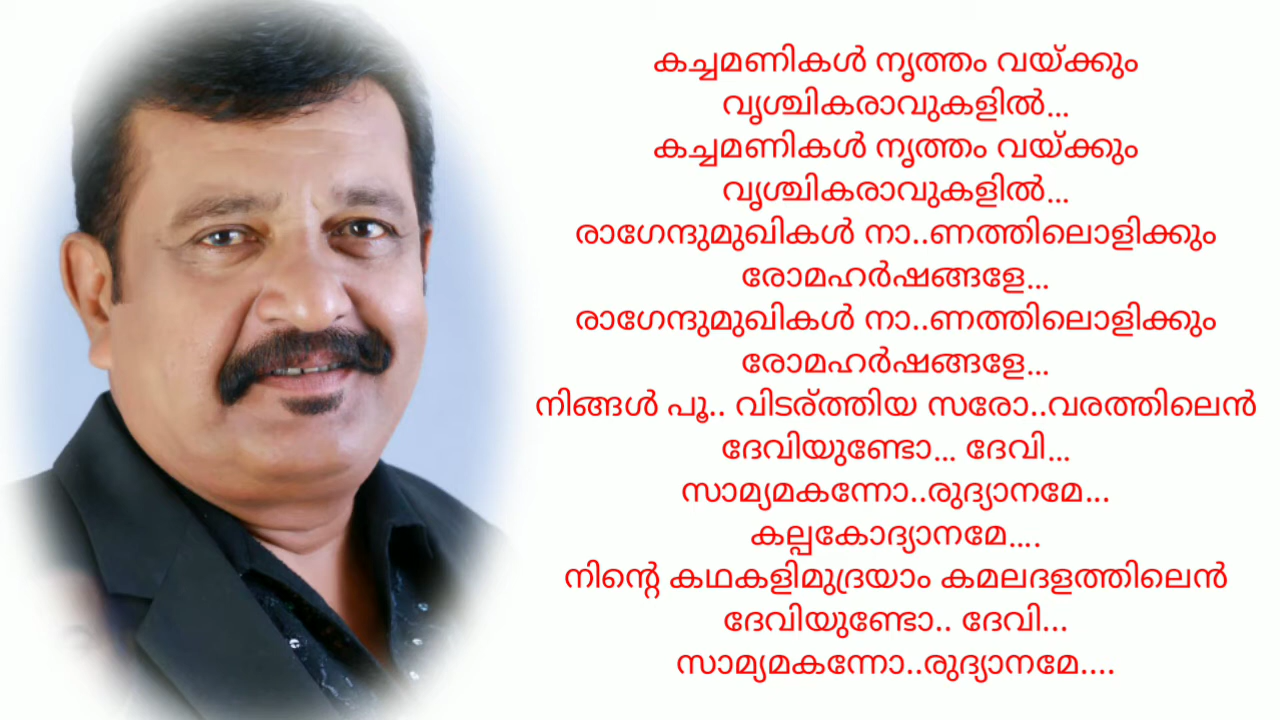 കച്ചമണികൾ നൃത്തം വയ്ക്കും
വൃശ്ചികരാവുകളിൽ...
കച്ചമണികൾ നൃത്തം വയ്ക്കും
വൃശ്ചികരാവുകളിൽ...
രാഗേന്ദുമുഖികൾ നാ..ണത്തിലൊളിക്കും
രോമഹർഷങ്ങളേ...
രാഗേന്ദുമുഖികൾ നാ..ണത്തിലൊളിക്കും
രോമഹർഷങ്ങളേ...
നിങ്ങൾ പൂ.. വിടര്ത്തിയ സരോ..വരത്തിലെൻ
ദേവിയുണ്ടോ... ദേവി...
സാമ്യമകന്നോ..രുദ്യാനമേ...
കല്പകോദ്യാനമേ....
നിന്റെ കഥകളിമുദ്രയാം കമലദളത്തിലെൻ
ദേവിയുണ്ടോ.. ദേവി...
സാമ്യമകന്നോ..രുദ്യാനമേ....